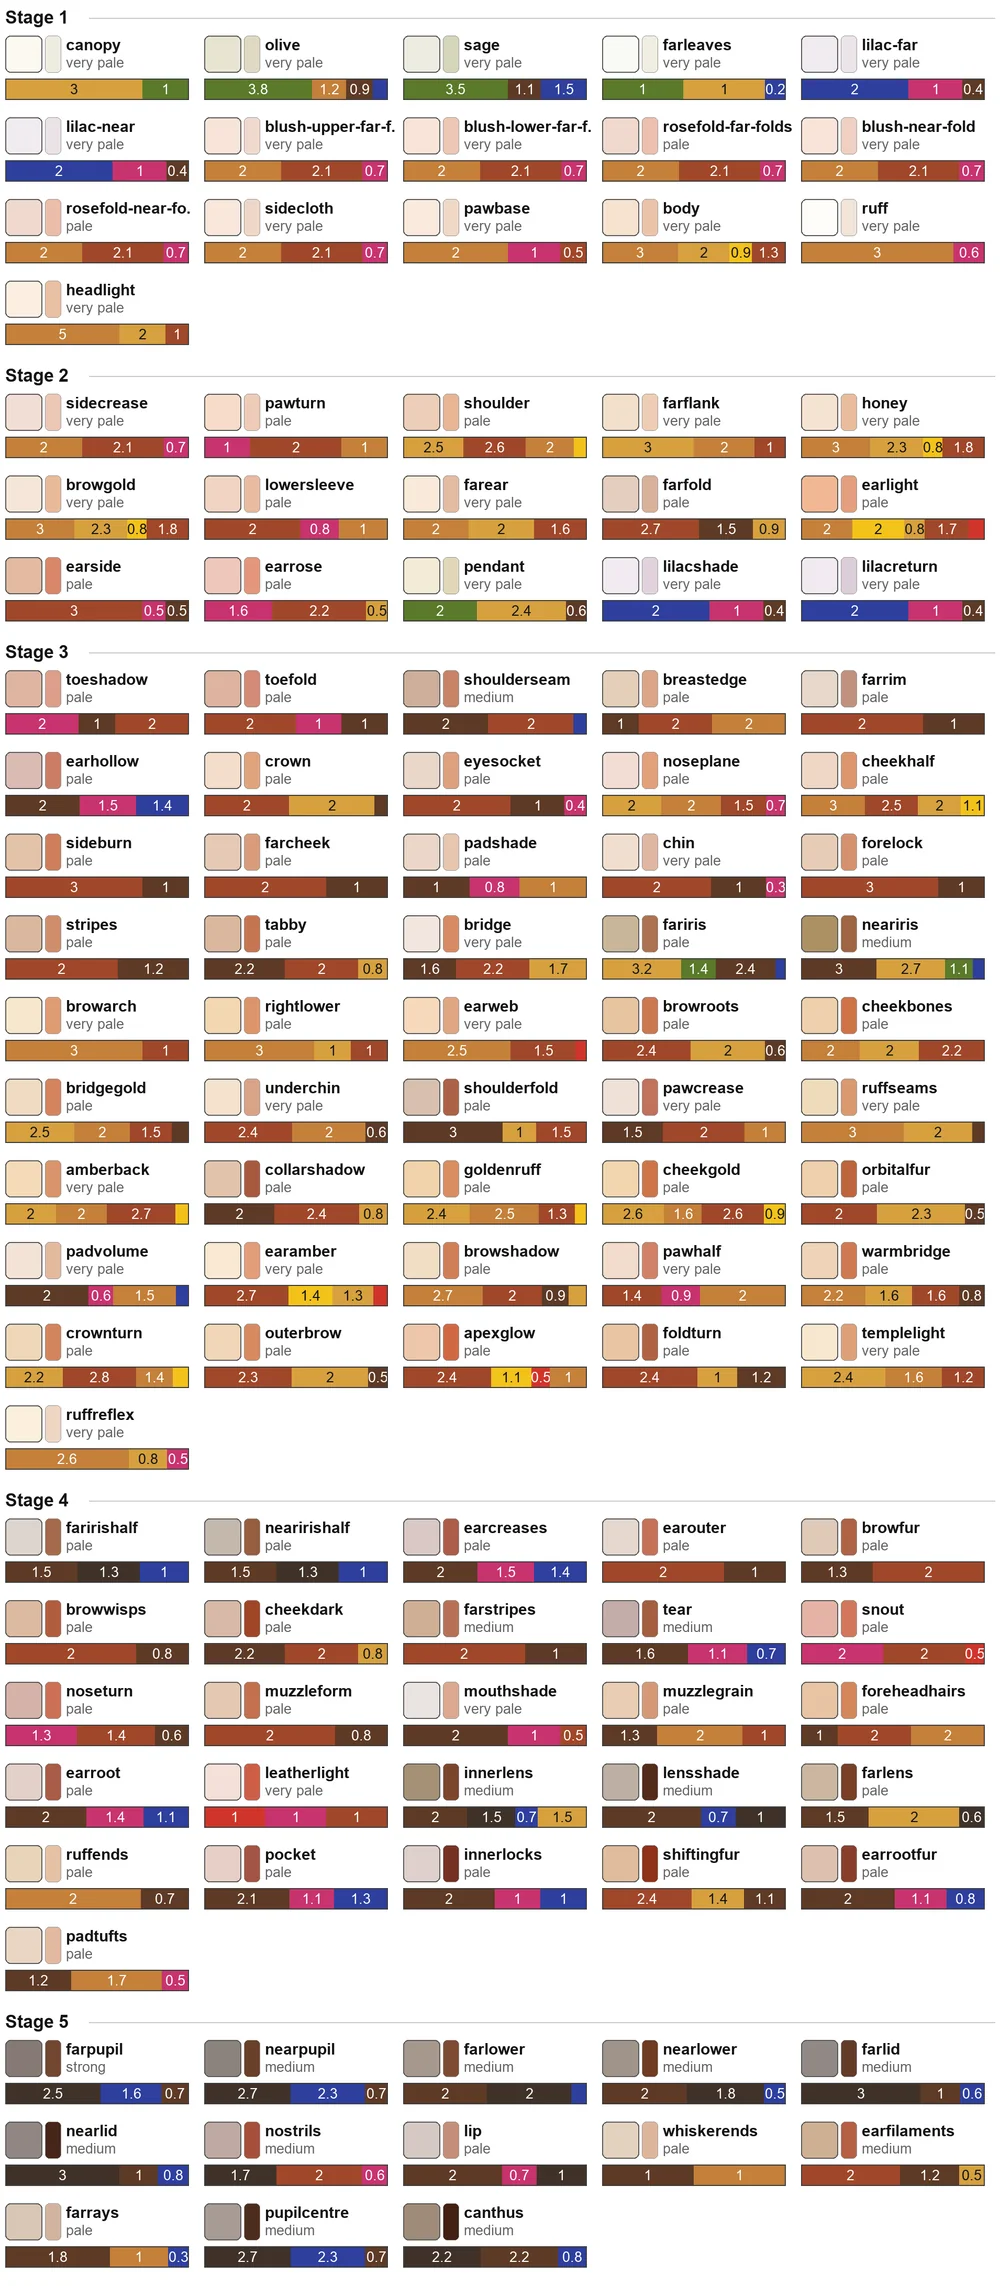 Stage 1
canopy olive sage farleaves lilac-far
very pale very pale very pale very pale very pale
3 1 3.8 1.2 0.9 3.5 1.1 1.5 1 1 0.2 2 1 0.4
lilac-near blush-upper-far-f. blush-lower-far-f. rosefold-far-folds blush-near-fold
very pale very pale very pale pale very pale
2 1 0.4 2 2.1 0.7 2 2.1 0.7 2 2.1 0.7 2 2.1 0.7
rosefold-near-fo. sidecloth pawbase body ruff
pale very pale very pale very pale very pale
2 2.1 0.7 2 2.1 0.7 2 1 0.5 3 2 0.9 1.3 3 0.6
headlight
very pale
5 2 1
Stage 2
sidecrease pawturn shoulder farflank honey
very pale pale pale very pale very pale
2 2.1 0.7 1 2 1 2.5 2.6 2 3 2 1 3 2.3 0.8 1.8
browgold lowersleeve farear farfold earlight
very pale pale very pale pale pale
3 2.3 0.8 1.8 2 0.8 1 2 2 1.6 2.7 1.5 0.9 2 2 0.8 1.7
earside earrose pendant lilacshade lilacreturn
pale pale very pale very pale very pale
3 0.5 0.5 1.6 2.2 0.5 2 2.4 0.6 2 1 0.4 2 1 0.4
Stage 3
toeshadow toefold shoulderseam breastedge farrim
pale pale medium pale pale
2 1 2 2 1 1 2 2 1 2 2 2 1
earhollow crown eyesocket noseplane cheekhalf
pale pale pale pale pale
2 1.5 1.4 2 2 2 1 0.4 2 2 1.5 0.7 3 2.5 2 1.1
sideburn farcheek padshade chin forelock
pale pale pale very pale pale
3 1 2 1 1 0.8 1 2 1 0.3 3 1
stripes tabby bridge fariris neariris
pale pale very pale pale medium
2 1.2 2.2 2 0.8 1.6 2.2 1.7 3.2 1.4 2.4 3 2.7 1.1
browarch rightlower earweb browroots cheekbones
very pale pale very pale pale pale
3 1 3 1 1 2.5 1.5 2.4 2 0.6 2 2 2.2
bridgegold underchin shoulderfold pawcrease ruffseams
pale very pale pale very pale very pale
2.5 2 1.5 2.4 2 0.6 3 1 1.5 1.5 2 1 3 2
amberback collarshadow goldenruff cheekgold orbitalfur
very pale pale pale pale pale
2 2 2.7 2 2.4 0.8 2.4 2.5 1.3 2.6 1.6 2.6 0.9 2 2.3 0.5
padvolume earamber browshadow pawhalf warmbridge
very pale very pale pale very pale pale
2 0.6 1.5 2.7 1.4 1.3 2.7 2 0.9 1.4 0.9 2 2.2 1.6 1.6 0.8
crownturn outerbrow apexglow foldturn templelight
pale pale pale pale very pale
2.2 2.8 1.4 2.3 2 0.5 2.4 1.1 0.5 1 2.4 1 1.2 2.4 1.6 1.2
ruffreflex
very pale
2.6 0.8 0.5
Stage 4
faririshalf nearirishalf earcreases earouter browfur
pale pale pale pale pale
1.5 1.3 1 1.5 1.3 1 2 1.5 1.4 2 1 1.3 2
browwisps cheekdark farstripes tear snout
pale pale medium medium pale
2 0.8 2.2 2 0.8 2 1 1.6 1.1 0.7 2 2 0.5
noseturn muzzleform mouthshade muzzlegrain foreheadhairs
pale pale very pale pale pale
1.3 1.4 0.6 2 0.8 2 1 0.5 1.3 2 1 1 2 2
earroot leatherlight innerlens lensshade farlens
pale very pale medium medium pale
2 1.4 1.1 1 1 1 2 1.5 0.7 1.5 2 0.7 1 1.5 2 0.6
ruffends pocket innerlocks shiftingfur earrootfur
pale pale pale pale pale
2 0.7 2.1 1.1 1.3 2 1 1 2.4 1.4 1.1 2 1.1 0.8
padtufts
pale
1.2 1.7 0.5
Stage 5
farpupil nearpupil farlower nearlower farlid
strong medium medium medium medium
2.5 1.6 0.7 2.7 2.3 0.7 2 2 2 1.8 0.5 3 1 0.6
nearlid nostrils lip whiskerends earfilaments
medium medium pale pale medium
3 1 0.8 1.7 2 0.6 2 0.7 1 1 1 2 1.2 0.5
farrays pupilcentre canthus
pale medium medium
1.8 1 0.3 2.7 2.3 0.7 2.2 2.2 0.8